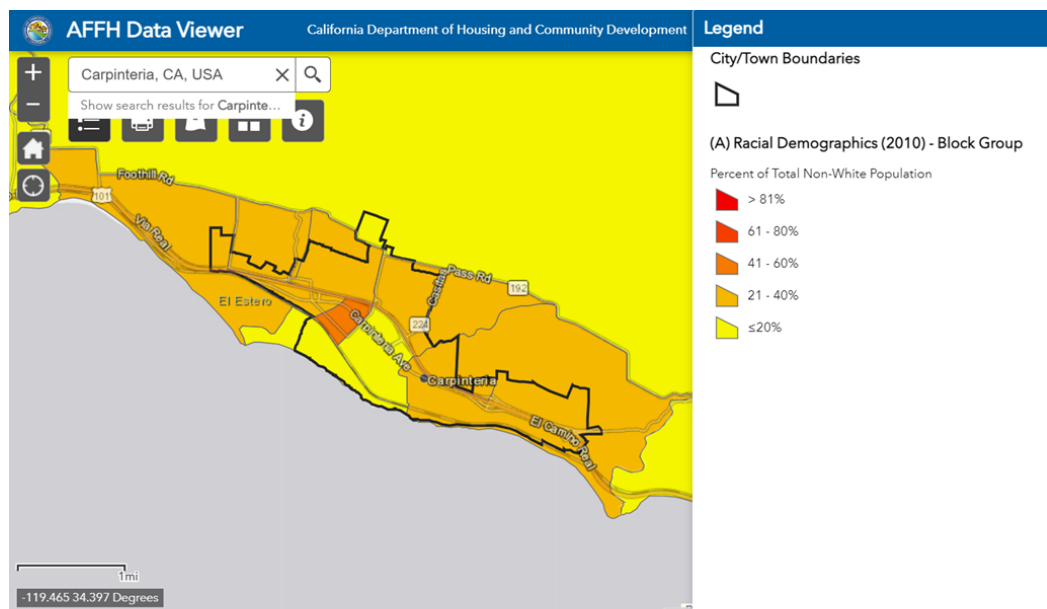 AFFH Data Viewer
California Department of Housing and Community Development
Legend
Carpinteria, CA, USA
Show search results for Carpinte...
City/Town Boundaries
(A) Racial Demographics (2010) - Block Group
Percent of Total Non-White Population
> 81%
61 - 80%
41 - 60%
21 - 40%
≤20%
Foothill Rd
101
Via Real
El Estero
Casitas
Pass Rd
192
224
Carpinteria Ave
Carpinteria
El Camino Real
1mi
-119.465 34.397 Degrees